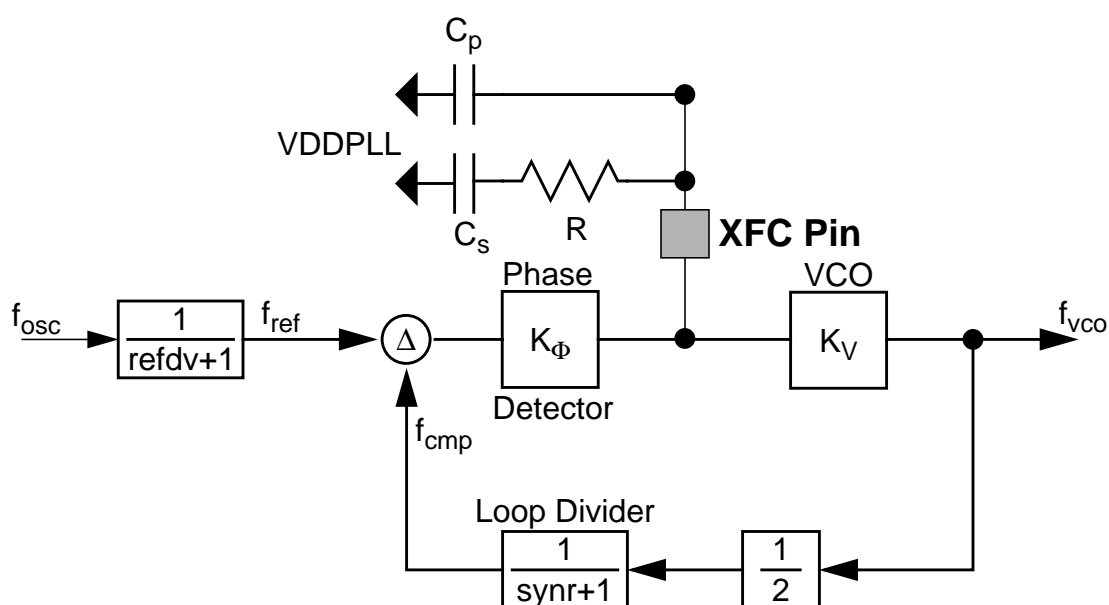 Cp
VDDPLL
Cs
R
XFC Pin
Phase
VCO
fosc
1
refdv+1
fref
Δ
KΦ
KV
fvco
Detector
fcmp
Loop Divider
1
synr+1
1
2